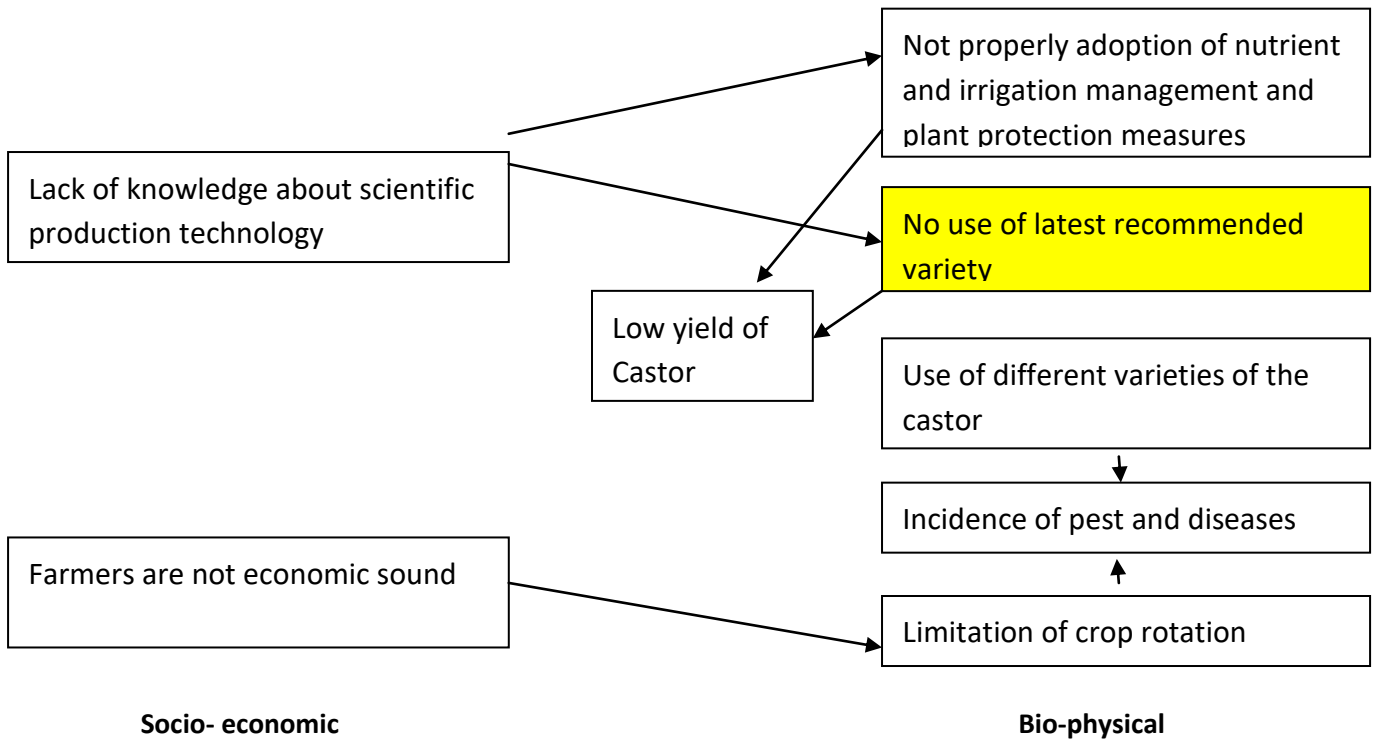 Not properly adoption of nutrient
and irrigation management and
plant protection measures
Lack of knowledge about scientific
production technology
No use of latest recommended
variety
Low yield of
Castor
Use of different varieties of the
castor
Incidence of pest and diseases
Farmers are not economic sound
Limitation of crop rotation
Socio- economic
Bio-physical